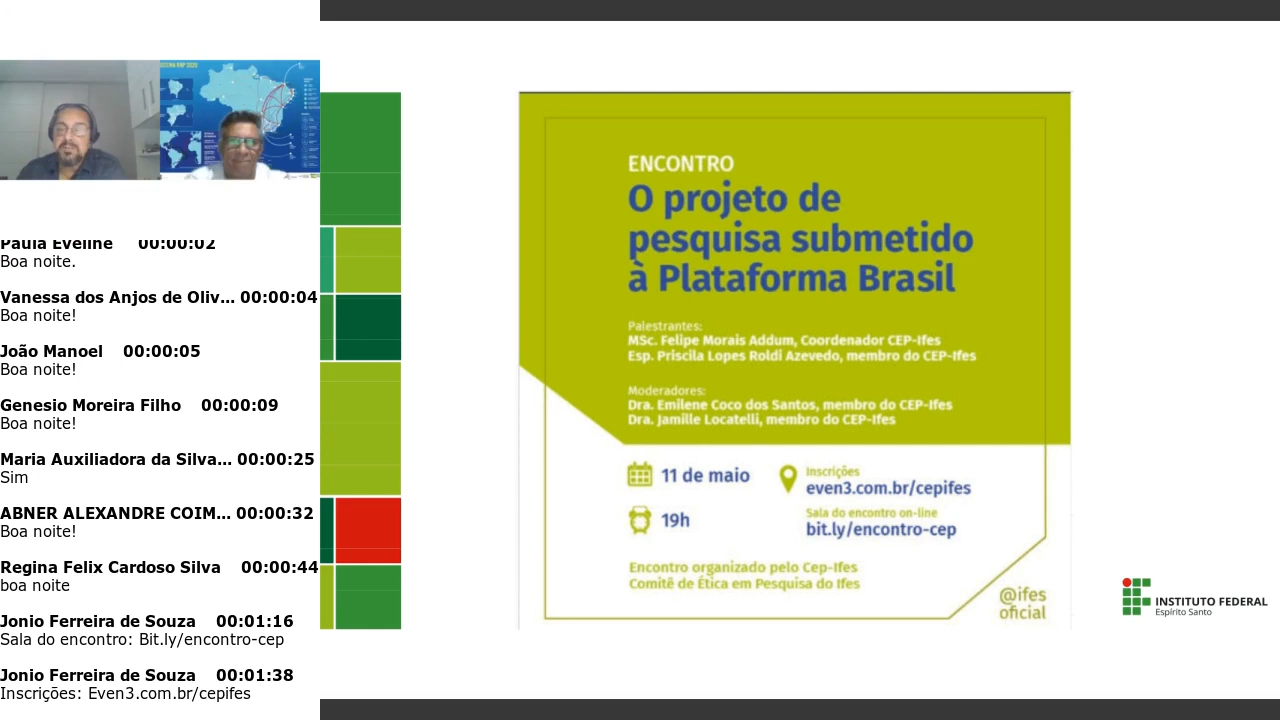 Paula Eveline 00:00:02
Boa noite.
Vanessa dos Anjos de Oliv... 00:00:04
Boa noite!
João Manoel 00:00:05
Boa noite!
Genesio Moreira Filho 00:00:09
Boa noite!
Maria Auxiliadora da Silva... 00:00:25
Sim
ABNER ALEXANDRE COIM... 00:00:32
Boa noite!
Regina Felix Cardoso Silva 00:00:44
boa noite
Jonio Ferreira de Souza 00:01:16
Sala do encontro: Bit.ly/encontro-cep
Jonio Ferreira de Souza 00:01:38
Inscrições: Even3.com.br/cepifes
ENCONTRO
O projeto de
pesquisa submetido
à Plataforma Brasil
Palestrantes:
MSc. Felipe Morais Addum, Coordenador CEP-Ifes
Esp. Priscila Lopes Roldi Azevedo, membro do CEP-Ifes
Moderadores:
Dra. Emilene Coco dos Santos, membro do CEP-Ifes
Dra. Jamille Locatelli, membro do CEP-Ifes
11 de maio
19h
Inscrições
even3.com.br/cepifes
Sala do encontro on-line
bit.ly/encontro-cep
Encontro organizado pelo Cep-Ifes
Comitê de Ética em Pesquisa do Ifes
@ifes
oficial
INSTITUTO FEDERAL
Espírito Santo